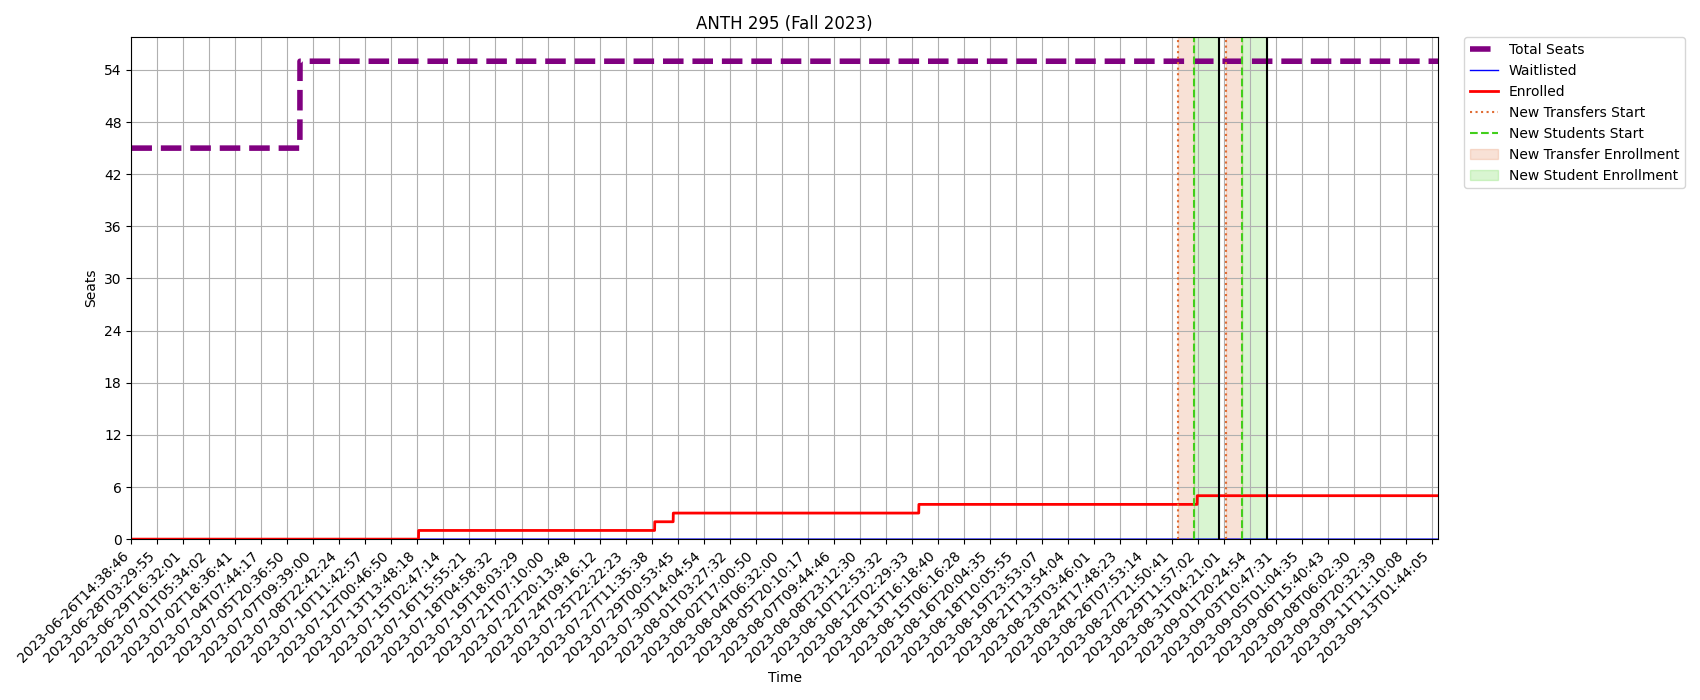 ANTH 295 (Fall 2023)
Total Seats
Waitlisted
Enrolled
New Transfers Start
New Students Start
New Transfer Enrollment
New Student Enrollment
Seats
54
48
42
36
30
24
18
12
6
0
2023-06-26T14:38:46
2023-06-28T03:29:55
2023-06-29T16:32:01
2023-07-01T05:34:02
2023-07-02T18:36:41
2023-07-04T07:44:17
2023-07-05T20:36:50
2023-07-07T09:39:00
2023-07-08T22:42:24
2023-07-10T11:42:57
2023-07-12T00:46:50
2023-07-13T13:48:18
2023-07-15T02:47:14
2023-07-16T15:55:21
2023-07-18T04:58:32
2023-07-19T18:03:29
2023-07-21T07:10:00
2023-07-22T20:13:48
2023-07-24T09:16:12
2023-07-25T22:22:23
2023-07-27T11:35:38
2023-07-29T00:53:45
2023-07-30T14:04:54
2023-08-01T03:27:32
2023-08-02T17:00:50
2023-08-04T06:32:00
2023-08-05T20:10:17
2023-08-07T09:44:46
2023-08-08T23:12:30
2023-08-10T12:53:32
2023-08-12T02:29:33
2023-08-13T16:18:40
2023-08-15T06:16:28
2023-08-16T20:04:35
2023-08-18T10:05:55
2023-08-19T23:53:07
2023-08-21T13:54:04
2023-08-23T03:46:01
2023-08-24T17:48:23
2023-08-26T07:53:14
2023-08-27T21:50:41
2023-08-29T11:57:02
2023-08-31T04:21:01
2023-09-01T20:24:54
2023-09-03T10:47:31
2023-09-05T01:04:35
2023-09-06T15:40:43
2023-09-08T06:02:30
2023-09-09T20:32:39
2023-09-11T11:10:08
2023-09-13T01:44:05
Time